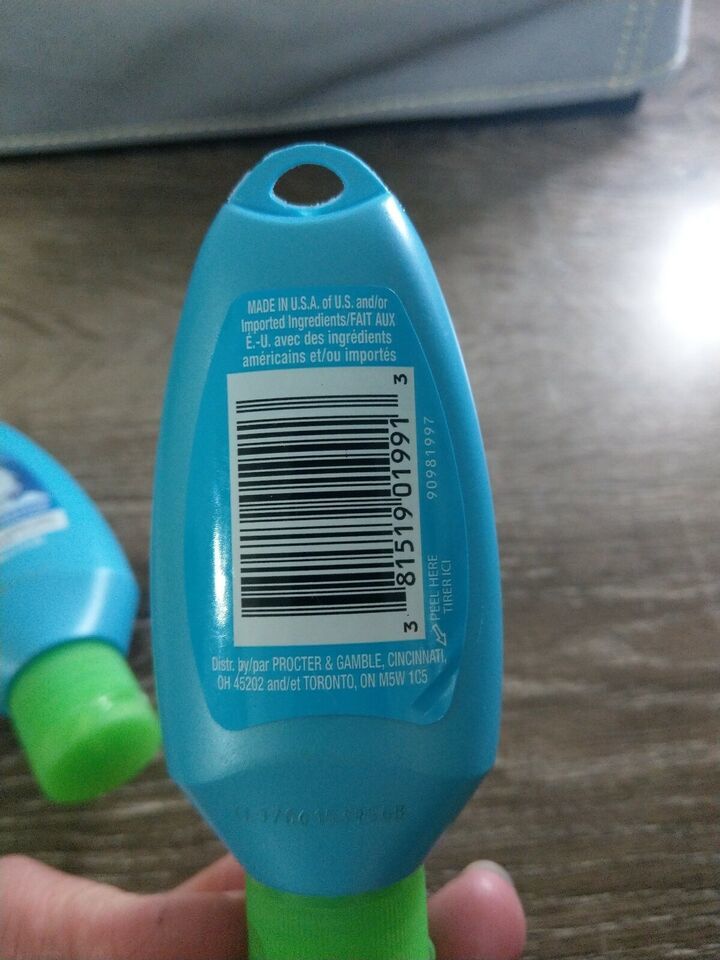 MADE IN U.S.A. of U.S. and/or
Imported Ingredients/FAIT AUX
É.-U. avec des ingrédients
américains et/ou importés
3 81519 01991 3
90981997
PEEL HERE
TIRER ICI
Distr. by/par PROCTER & GAMBLE, CINCINNATI,
OH 45202 and/et TORONTO, ON M5W 1C5